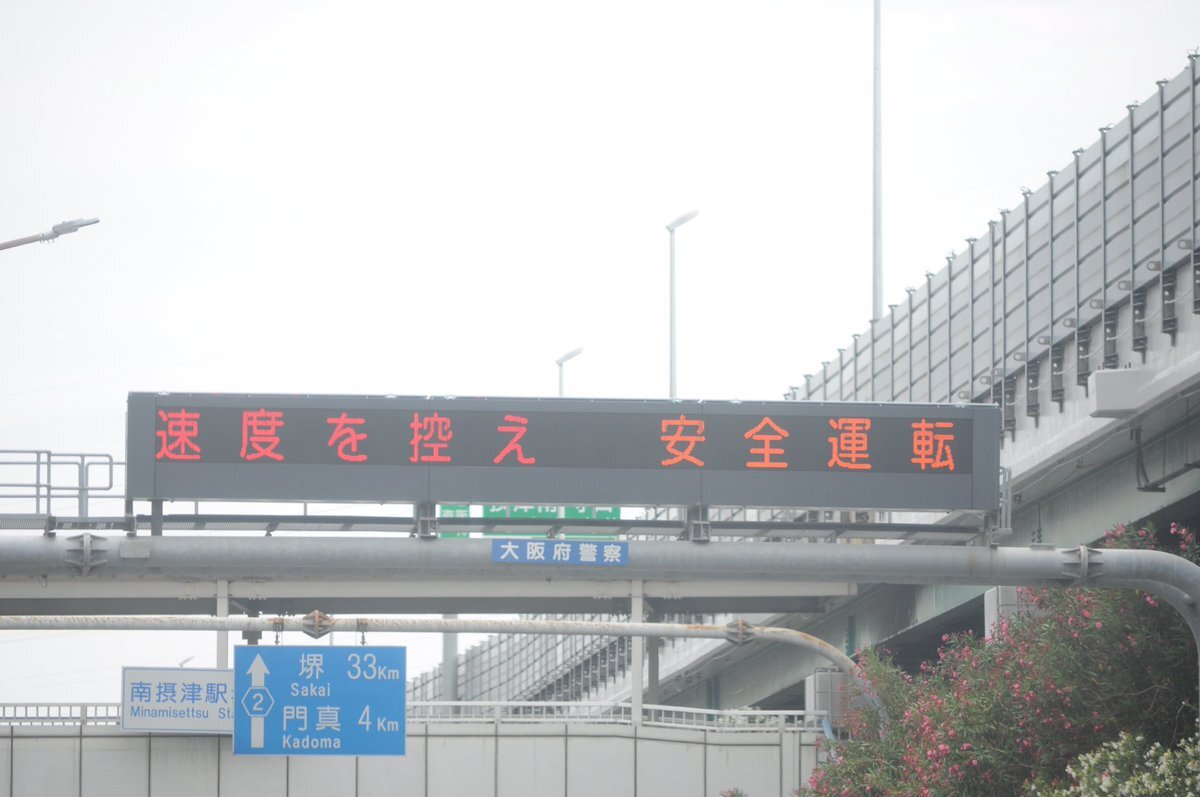 速度を控え 安全運転
大阪府警察
堺 33Km
Sakai
2
門真 4Km
Kadoma
南摂津駅
Minamisettsu